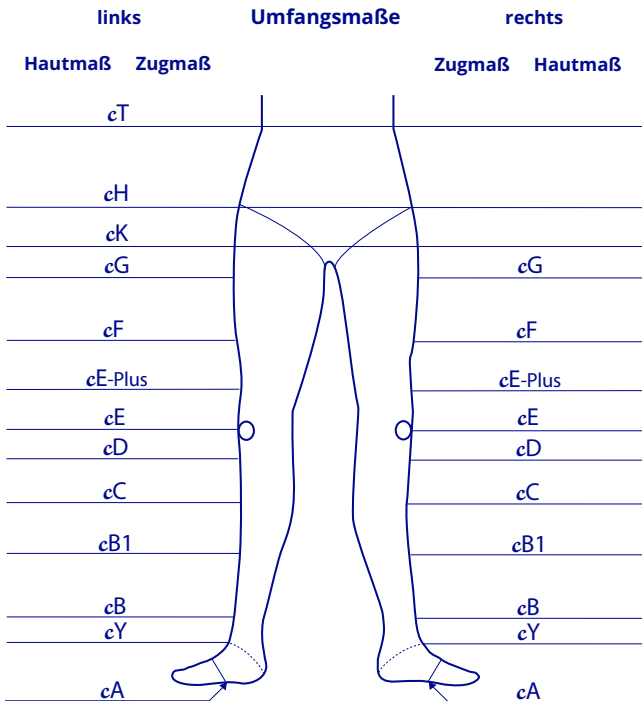 links Umfangsmaße rechts
Hautmaß Zugmaß Zugmaß Hautmaß
cT
cH
cK
cG cG
cF cF
cE-Plus cE-Plus
cE cE
cD cD
cC cC
cB1 cB1
cB cB
cY cY
cA cA